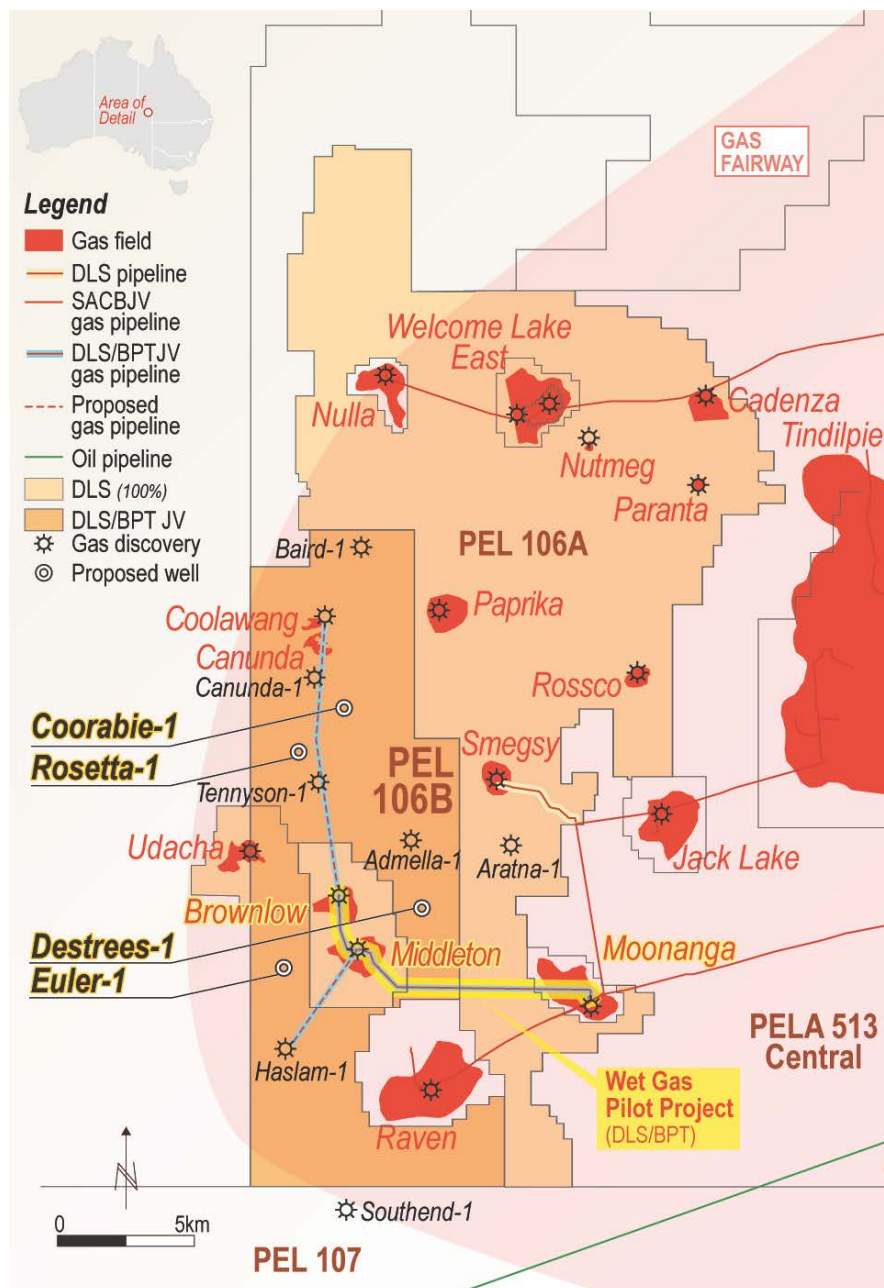 Area of
Detail
GAS
FAIRWAY
Legend
Gas field
DLS pipeline
SACBJV
gas pipeline
DLS/BPTJV
gas pipeline
Proposed
gas pipeline
Oil pipeline
DLS (100%)
DLS/BPT JV
Gas discovery
Proposed well
Welcome Lake
East
Nulla
Cadenza
Tindilpie
Nutmeg
Paranta
PEL 106A
Baird-1
Coolawang
Paprika
Canunda
Canunda-1
Rossco
Coorabie-1
Rosetta-1
Smegsy
PEL
106B
Tennyson-1
Udacha
Admella-1
Aratna-1
Jack Lake
Brownlow
Destrees-1
Middleton
Moonanga
Euler-1
PELA 513
Central
Haslam-1
Wet Gas
Pilot Project
(DLS/BPT)
Raven
N
0 5km
Southend-1
PEL 107